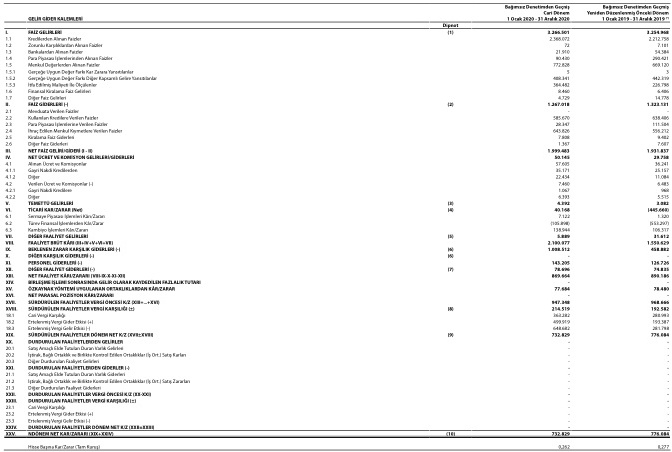 Bağımsız Denetimden Geçmiş Bağımsız Denetimden Geçmiş
Cari Dönem Yeniden Düzenlenmiş Önceki Dönem
GELİR GİDER KALEMLERİ 1 Ocak 2020 - 31 Aralık 2020 1 Ocak 2019 - 31 Aralık 2019
Dipnot
I. FAİZ GELİRLERİ (1) 3.266.501 3.254.968
1.1 Kredilerden Alınan Faizler 2.368.072 2.212.758
1.2 Zorunlu Karşılıklardan Alınan Faizler 72 7.101
1.3 Bankalardan Alınan Faizler 21.910 54.384
1.4 Para Piyasası İşlemlerinden Alınan Faizler 90.430 290.421
1.5 Menkul Değerlerden Alınan Faizler 772.828 669.120
1.5.1 Gerçeğe Uygun Değer Farkı Kar Zarara Yansıtılanlar 3 3
1.5.2 Gerçeğe Uygun Değer Farkı Diğer Kapsamlı Gelire Yansıtılanlar 408.341 442.319
1.5.3 İtfa Edilmiş Maliyeti ile Ölçülenler 364.482 226.798
1.6 Finansal Kiralama Faiz Gelirleri 8.460 6.406
1.7 Diğer Faiz Gelirleri 4.729 14.778
II. FAİZ GİDERLERİ (-) (2) 1.267.018 1.323.131
2.1 Mevduata Verilen Faizler - -
2.2 Kullanılan Kredilere Verilen Faizler 585.670 638.406
2.3 Para Piyasası İşlemlerine Verilen Faizler 28.347 111.504
2.4 İhraç Edilen Menkul Kıymetlere Verilen Faizler 643.826 556.212
2.5 Kiralama Faiz Giderleri 7.808 9.402
2.6 Diğer Faiz Giderleri 1.367 7.607
III. NET FAİZ GELİRİ/GİDERİ (I - II) 1.999.483 1.931.837
IV. NET ÜCRET VE KOMİSYON GELİRLERİ/GİDERLERİ 50.145 29.758
4.1 Alınan Ücret ve Komisyonlar 57.605 36.241
4.1.1 Gayri Nakdi Kredilerden 35.171 25.157
4.1.2 Diğer 22.434 11.084
4.2 Verilen Ücret ve Komisyonlar (-) 7.460 6.483
4.2.1 Gayri Nakdi Kredilere 1.067 968
4.2.2 Diğer 6.393 5.515
V. TEMETTÜ GELİRLERİ (3) 4.392 3.082
VI. TİCARİ KAR/ZARAR (Net) (4) 40.168 (445.660)
6.1 Sermaye Piyasası İşlemleri Kârı/Zararı 7.122 1.320
6.2 Türev Finansal İşlemlerden Kâr/Zarar (105.898) (553.297)
6.3 Kambiyo İşlemleri Kârı/Zararı 138.944 106.317
VII. DİĞER FAALİYET GELİRLERİ (5) 5.889 31.612
VIII. FAALİYET BRÜT KÂRI (III+IV+V+VI+VII) 2.100.077 1.550.629
IX. BEKLENEN ZARAR KARŞILIK GİDERLERİ (-) (6) 1.008.512 458.882
X. DİĞER KARŞILIK GİDERLERİ (-) (6) - -
XI. PERSONEL GİDERLERİ (-) 143.205 126.726
XII. DİĞER FAALİYET GİDERLERİ (-) (7) 78.696 74.835
XIII. NET FAALİYET KÂRI/ZARARI (VIII-IX-X-XI-XII) 869.664 890.186
XIV. BİRLEŞME İŞLEMİ SONRASINDA GELİR OLARAK KAYDEDİLEN FAZLALIK TUTARI - -
XV. ÖZKAYNAK YÖNTEMİ UYGULANAN ORTAKLIKLARDAN KÂR/ZARAR 77.684 78.480
XVI. NET PARASAL POZİSYON KÂRI/ZARARI - -
XVII. SÜRDÜRÜLEN FAALİYETLER VERGİ ÖNCESİ K/Z (XIII+...+XVI) 947.348 968.666
XVIII. SÜRDÜRÜLEN FAALİYETLER VERGİ KARŞILIĞI (±) (8) 214.519 192.582
18.1 Cari Vergi Karşılığı 363.282 280.993
18.2 Ertelenmiş Vergi Gider Etkisi (+) 499.919 193.387
18.3 Ertelenmiş Vergi Gelir Etkisi (-) 648.682 281.798
XIX. SÜRDÜRÜLEN FAALİYETLER DÖNEM NET K/Z (XVII±XVIII) (9) 732.829 776.084
XX. DURDURULAN FAALİYETLERDEN GELİRLER - -
20.1 Satış Amaçlı Elde Tutulan Duran Varlık Gelirleri - -
20.2 İştirak, Bağlı Ortaklık ve Birlikte Kontrol Edilen Ortaklıklar (İş Ort.) Satış Karları - -
20.3 Diğer Durdurulan Faaliyet Gelirleri - -
XXI. DURDURULAN FAALİYETLERDEN GİDERLER (-) - -
21.1 Satış Amaçlı Elde Tutulan Duran Varlık Giderleri - -
21.2 İştirak, Bağlı Ortaklık ve Birlikte Kontrol Edilen Ortaklıklar (İş Ort.) Satış Zararları - -
21.3 Diğer Durdurulan Faaliyet Giderleri - -
XXII. DURDURULAN FAALİYETLER VERGİ ÖNCESİ K/Z (XX-XXI) - -
XXIII. DURDURULAN FAALİYETLER VERGİ KARŞILIĞI (±) - -
23.1 Cari Vergi Karşılığı - -
23.2 Ertelenmiş Vergi Gider Etkisi (+) - -
23.3 Ertelenmiş Vergi Gelir Etkisi (-) - -
XXIV. DURDURULAN FAALİYETLER DÖNEM NET K/Z (XXII±XXIII) - -
XXV. NDÖNEM NET KARI/ZARARI (XIX+XXIV) (10) 732.829 776.084
Hisse Başına Kar/Zarar (Tam Kuruş) 0,262 0,277